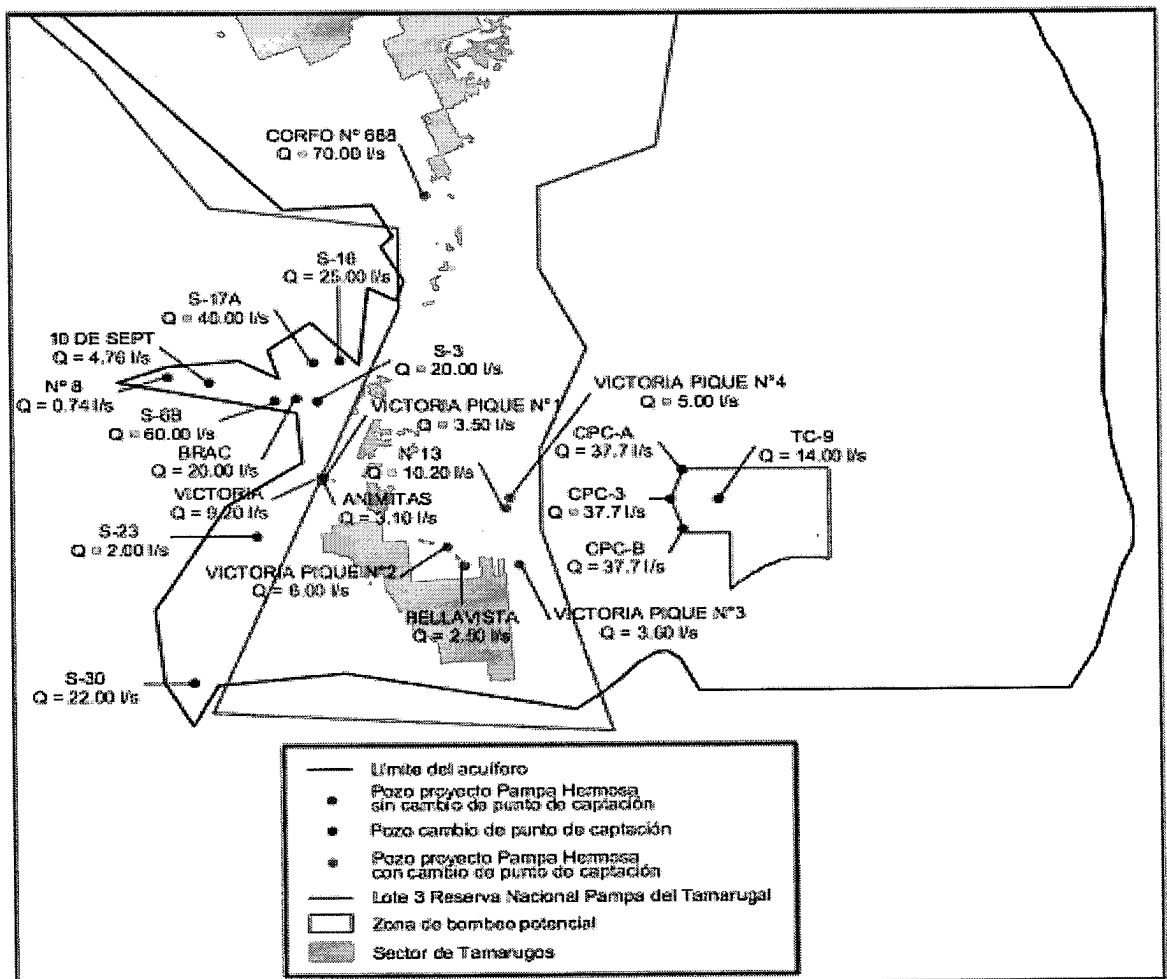 CORFO N° 688
Q = 70.00 l/s
S-16
Q = 25.00 l/s
S-17A
Q = 40.00 l/s
10 DE SEPT
Q = 4.76 l/s
S-3
Q = 20.00 l/s
N° 8
Q = 0.74 l/s
VICTORIA PIQUE N°4
Q = 5.00 l/s
VICTORIA PIQUE N°1
Q = 3.50 l/s
S-6B
Q = 60.00 l/s
CPC-A
Q = 37.7 l/s
TC-9
Q = 14.00 l/s
BRAC
Q = 20.00 l/s
N°13
Q = 10.20 l/s
VICTORIA
Q = 9.20 l/s
ANIMITAS
Q = 3.10 l/s
CPC-3
Q = 37.7 l/s
S-23
Q = 2.00 l/s
CPC-B
Q = 37.7 l/s
VICTORIA PIQUE N°2
Q = 6.00 l/s
BELLAVISTA
Q = 2.50 l/s
VICTORIA PIQUE N°3
Q = 3.60 l/s
S-30
Q = 22.00 l/s
Límite del acuífero
Pozo proyecto Pampa Hermosa
sin cambio de punto de captación
Pozo cambio de punto de captación
Pozo proyecto Pampa Hermosa
con cambio de punto de captación
Lote 3 Reserva Nacional Pampa del Tamarugal
Zona de bombeo potencial
Sector de Tamarugos